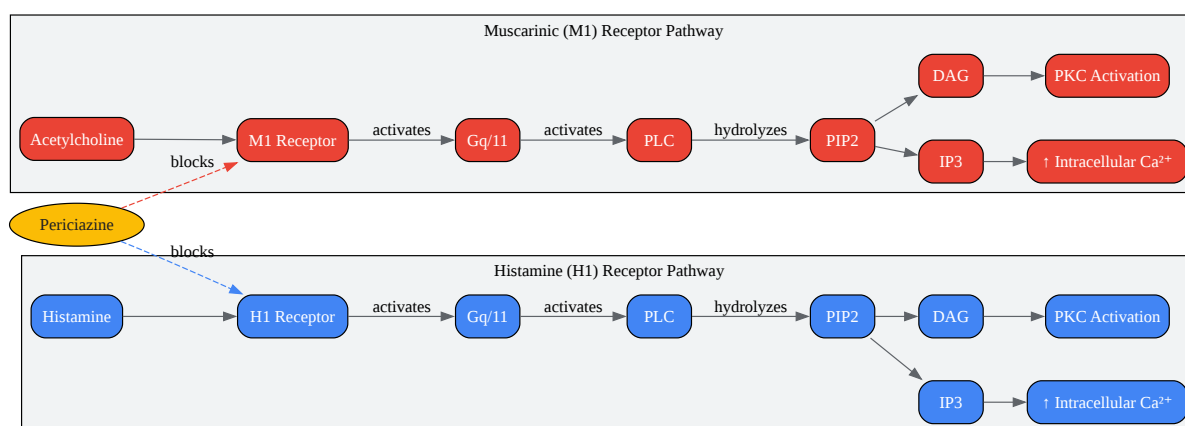 Muscarinic (M1) Receptor Pathway
Acetylcholine
M1 Receptor
activates
Gq/11
activates
PLC
hydrolyzes
PIP2
DAG
PKC Activation
IP3
↑ Intracellular Ca²⁺
blocks
Periciazine
blocks
Histamine (H1) Receptor Pathway
Histamine
H1 Receptor
activates
Gq/11
activates
PLC
hydrolyzes
PIP2
DAG
PKC Activation
IP3
↑ Intracellular Ca²⁺